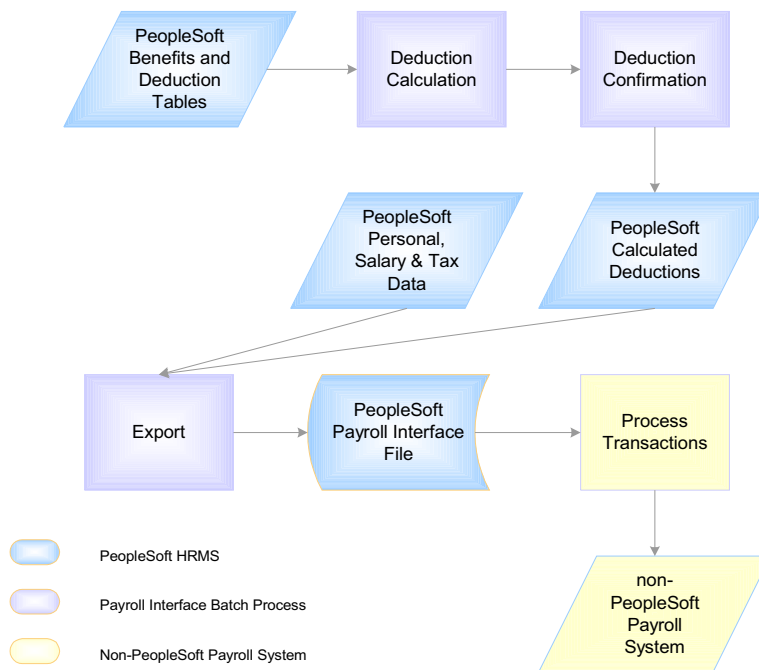 PeopleSoft
Benefits and
Deduction
Tables
Deduction
Calculation
Deduction
Confirmation
PeopleSoft
Personal,
Salary & Tax
Data
PeopleSoft
Calculated
Deductions
Export
PeopleSoft
Payroll Interface
File
Process
Transactions
non-
PeopleSoft
Payroll
System
PeopleSoft HRMS
Payroll Interface Batch Process
Non-PeopleSoft Payroll System